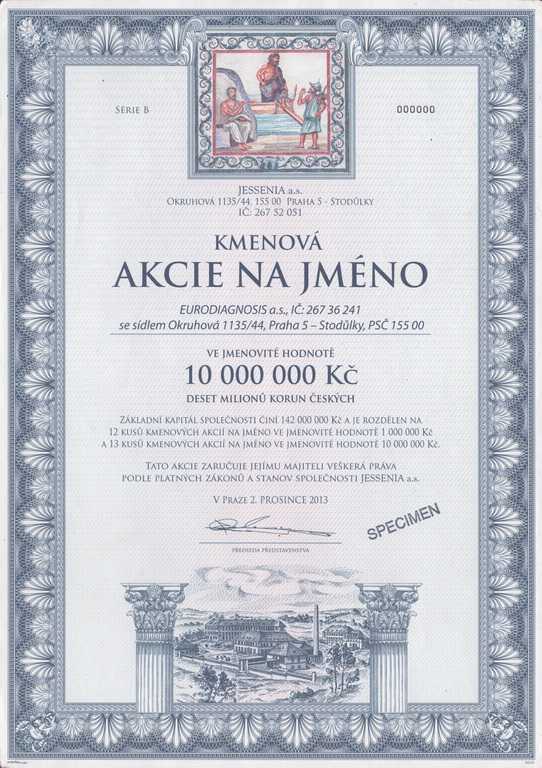 SÉRIE B
000000
JESSENIA a.s.
OKRUHOVÁ 1135/44, 155 00 PRAHA 5 - STODŮLKY
IČ: 267 52 051
KMENOVÁ
AKCIE NA JMÉNO
EURODIAGNOSIS a.s., IČ: 267 36 241
se sídlem Okruhová 1135/44, Praha 5 – Stodůlky, PSČ 155 00
VE JMENOVITÉ HODNOTĚ
10 000 000 Kč
DESET MILIONŮ KORUN ČESKÝCH
ZÁKLADNÍ KAPITÁL SPOLEČNOSTI ČINÍ 142 000 000 Kč A JE ROZDĚLEN NA
12 KUSŮ KMENOVÝCH AKCIÍ NA JMÉNO VE JMENOVITÉ HODNOTĚ 1 000 000 Kč
A 13 KUSŮ KMENOVÝCH AKCIÍ NA JMÉNO VE JMENOVITÉ HODNOTĚ 10 000 000 Kč.
TATO AKCIE ZARUČUJE JEJÍMU MAJITELI VEŠKERÁ PRÁVA
PODLE PLATNÝCH ZÁKONŮ A STANOV SPOLEČNOSTI JESSENIA a.s.
V PRAZE 2. PROSINCE 2013
SPECIMEN
PŘEDSEDA PŘEDSTAVENSTVA